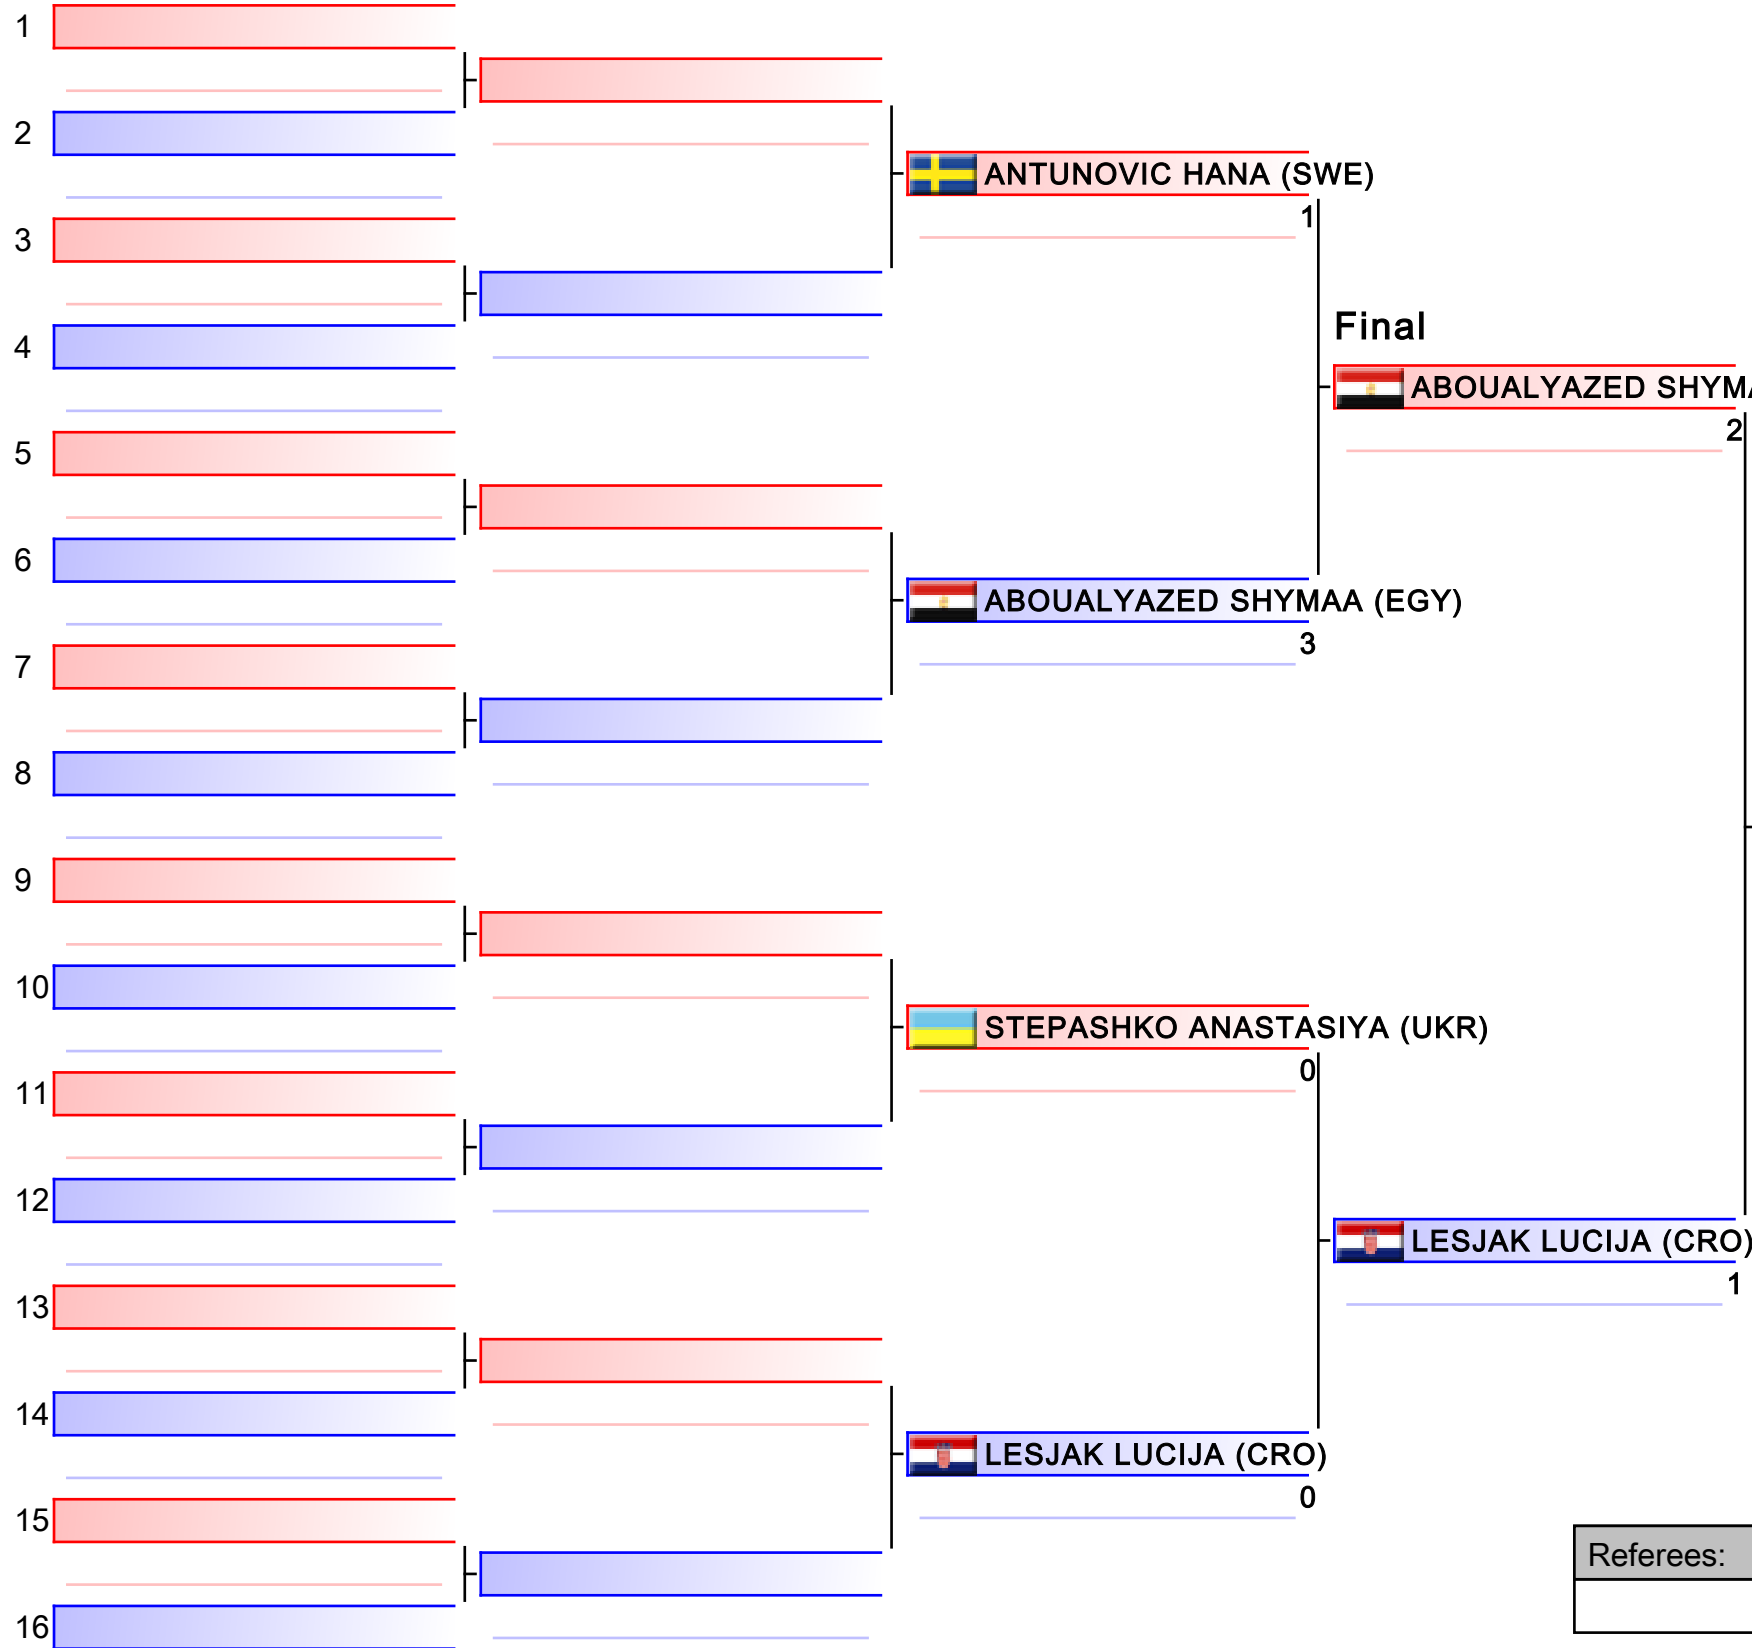 1
2
ANTUNOVIC HANA (SWE)
1
3
Final
4
ABOUALYAZED SHYMA
2
5
6
ABOUALYAZED SHYMAA (EGY)
3
7
8
9
10
STEPASHKO ANASTASIYA (UKR)
0
11
12
LESJAK LUCIJA (CRO)
1
13
14
LESJAK LUCIJA (CRO)
0
15
Referees:
16